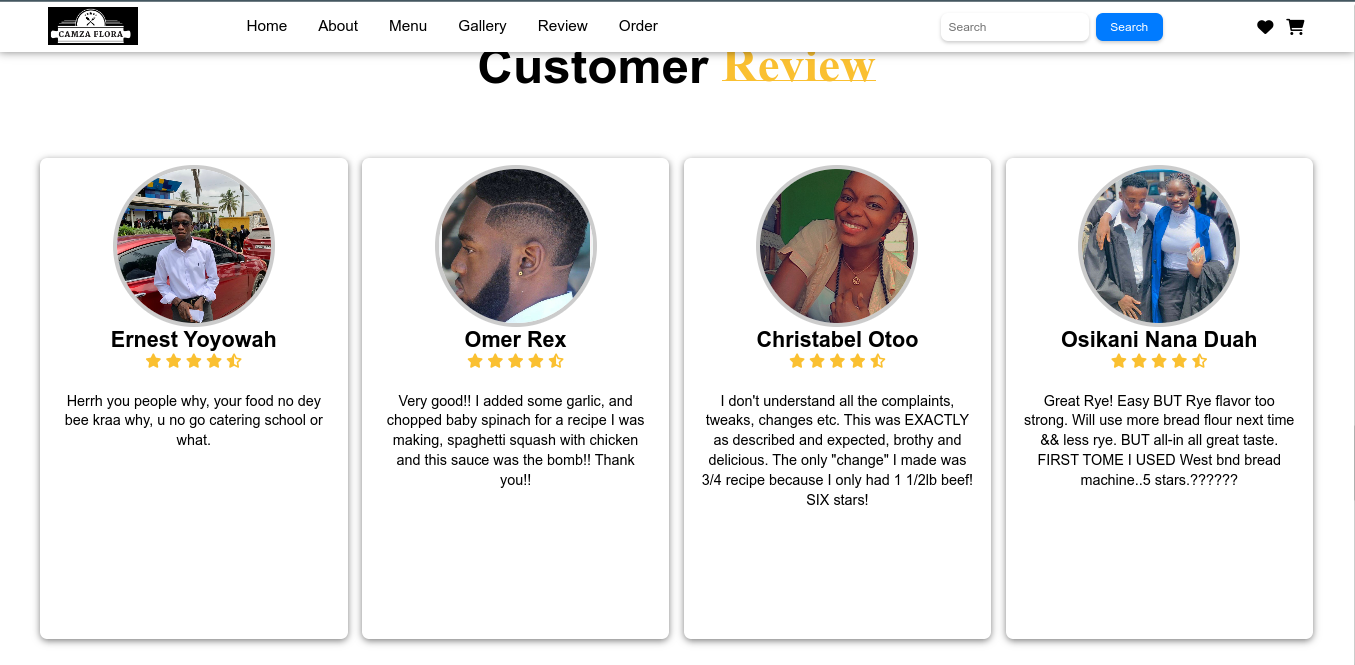 CAMZA FLORA
Home About Menu Gallery Review Order
Search
Search
Customer Review
Ernest Yoyowah
Herrh you people why, your food no dey
bee kraa why, u no go catering school or
what.
Omer Rex
Very good!! I added some garlic, and
chopped baby spinach for a recipe I was
making, spaghetti squash with chicken
and this sauce was the bomb!! Thank
you!!
Christabel Otoo
I don't understand all the complaints,
tweaks, changes etc. This was EXACTLY
as described and expected, brothy and
delicious. The only "change" I made was
3/4 recipe because I only had 1 1/2lb beef!
SIX stars!
Osikani Nana Duah
Great Rye! Easy BUT Rye flavor too
strong. Will use more bread flour next time
&& less rye. BUT all-in all great taste.
FIRST TOME I USED West bnd bread
machine..5 stars.??????